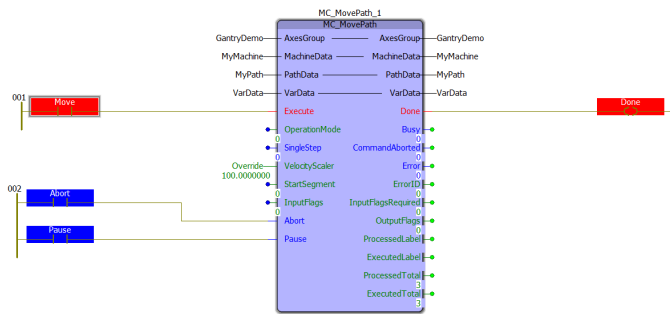 MC_MovePath_1
MC_MovePath
GantryDemo AxesGroup AxesGroup GantryDemo
MyMachine MachineData MachineData MyMachine
MyPath PathData PathData MyPath
VarData VarData VarData VarData
001 Move Execute Done Done
OperationMode Busy
0 0
SingleStep CommandAborted
0 0
Override VelocityScaler Error
100.0000000 0
002 StartSegment ErrorID
0 0
Abort InputFlags InputFlagsRequired
0 0
Abort OutputFlags
0
Pause Pause ProcessedLabel
ExecutedLabel
ProcessedTotal
3
ExecutedTotal
3